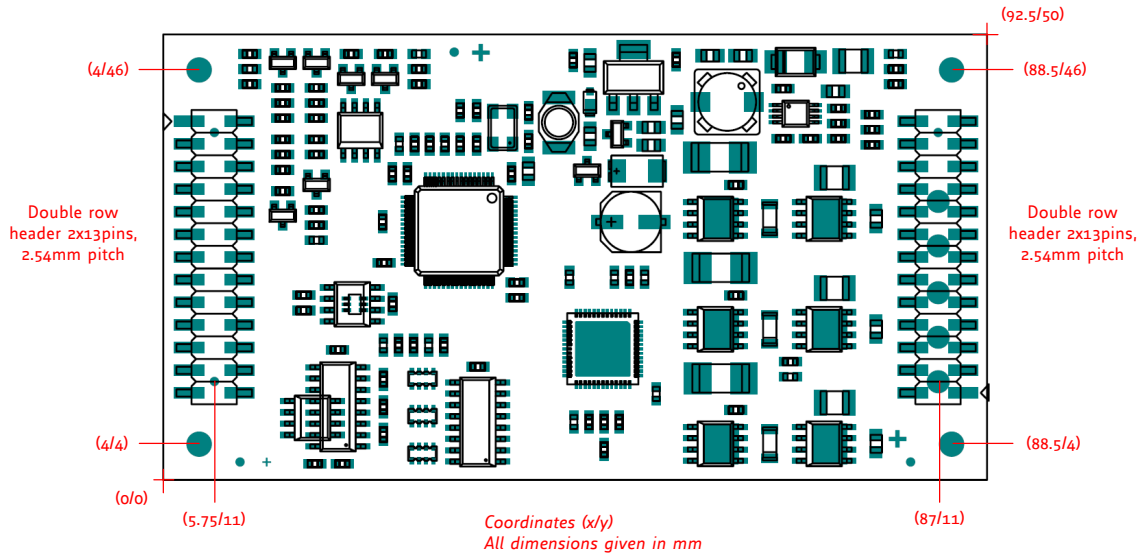 (92.5/50)
(4/46)
(88.5/46)
Double row
header 2x13pins,
2.54mm pitch
Double row
header 2x13pins,
2.54mm pitch
(4/4)
(88.5/4)
(0/0)
(5.75/11)
(87/11)
Coordinates (x/y)
All dimensions given in mm